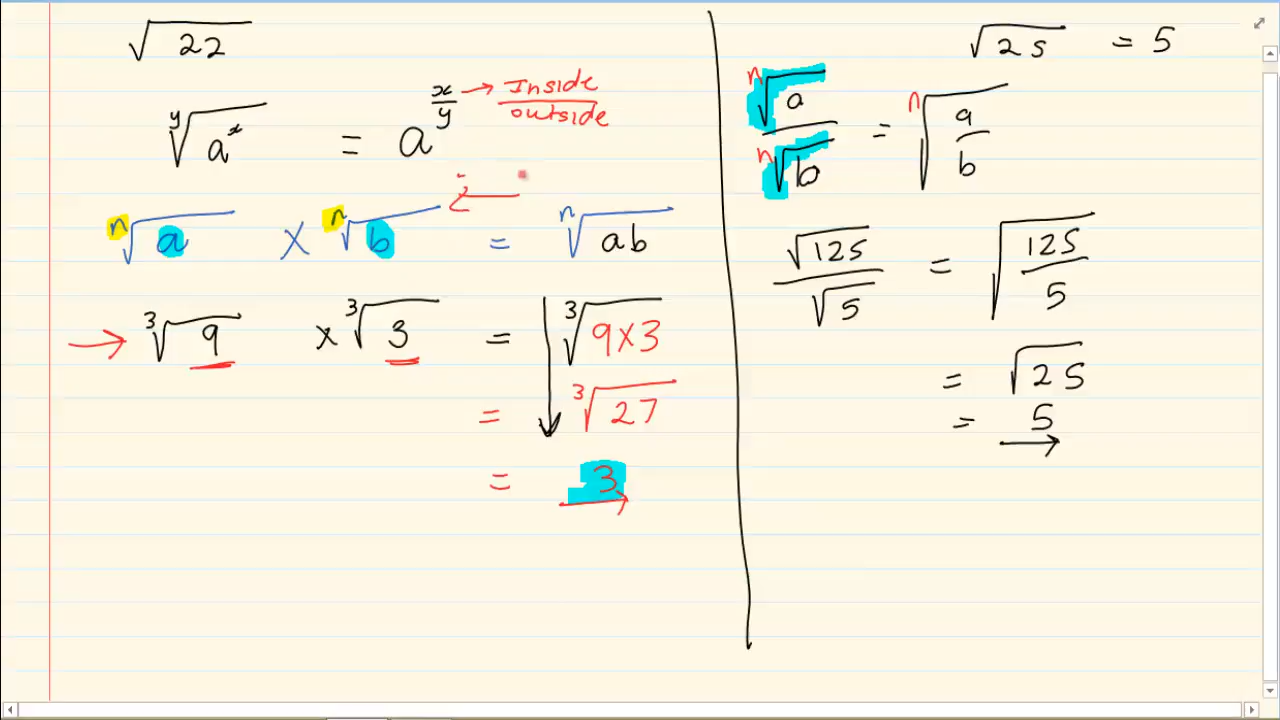 √22
ʸ√aˣ = a^(x/y) → Inside / outside
ⁿ√a × ⁿ√b = ⁿ√ab
→ ³√9 × ³√3 = ³√9×3
= ³√27
= 3
√25 = 5
ⁿ√a / ⁿ√b = ⁿ√(a/b)
√125 / √5 = √(125/5)
= √25
= 5